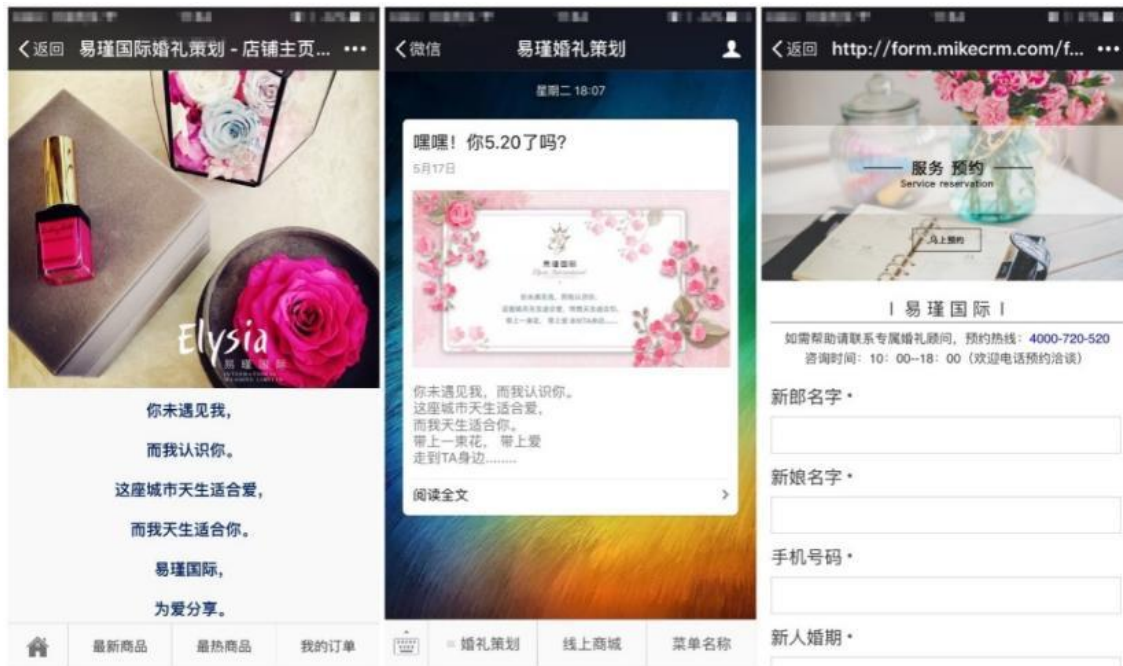 返回 易瑾国际婚礼策划 - 店铺主页... •••
Elysia
易瑾国际
你未遇见我，
而我认识你。
这座城市天生适合爱，
而我天生适合你。
易瑾国际，
为爱分享。
最新商品 最热商品 我的订单
微信 易瑾婚礼策划
星期二 18:07
嘿嘿！你5.20了吗?
5月17日
易瑾国际
你未遇见我，而我认识你。
这座城市天生适合爱，
而我天生适合你。
带上一束花， 带上爱
走到TA身边........
阅读全文
婚礼策划 线上商城 菜单名称
返回 http://form.mikecrm.com/f... •••
服务 预约
Service reservation
马上预约
| 易瑾国际 |
如需帮助请联系专属婚礼顾问，预约热线：4000-720-520
咨询时间：10：00--18：00（欢迎电话预约洽谈）
新郎名字 *
新娘名字 *
手机号码 *
新人婚期 *